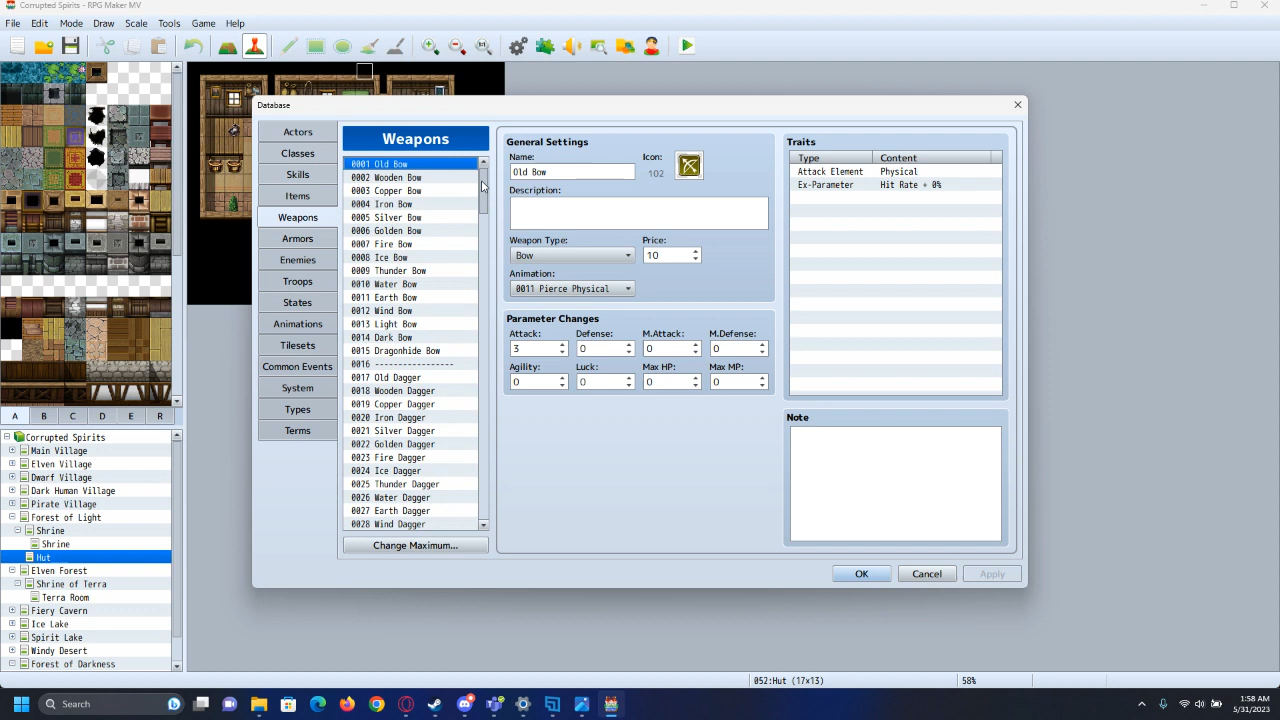 Corrupted Spirits - RPG Maker MV
File Edit Mode Draw Scale Tools Game Help
Database
Actors
Classes
Skills
Items
Weapons
Armors
Enemies
Troops
States
Animations
Tilesets
Common Events
System
Types
Terms
Weapons
0001 Old Bow
0002 Wooden Bow
0003 Copper Bow
0004 Iron Bow
0005 Silver Bow
0006 Golden Bow
0007 Fire Bow
0008 Ice Bow
0009 Thunder Bow
0010 Water Bow
0011 Earth Bow
0012 Wind Bow
0013 Light Bow
0014 Dark Bow
0015 Dragonhide Bow
0016 -----------------
0017 Old Dagger
0018 Wooden Dagger
0019 Copper Dagger
0020 Iron Dagger
0021 Silver Dagger
0022 Golden Dagger
0023 Fire Dagger
0024 Ice Dagger
0025 Thunder Dagger
0026 Water Dagger
0027 Earth Dagger
0028 Wind Dagger
Change Maximum...
General Settings
Name: Icon:
Old Bow 102
Description:
Weapon Type: Price:
Bow 10
Animation:
0011 Pierce Physical
Parameter Changes
Attack: Defense: M.Attack: M.Defense:
3 0 0 0
Agility: Luck: Max HP: Max MP:
0 0 0 0
Traits
Type Content
Attack Element Physical
Ex-Parameter Hit Rate + 0%
Note
OK Cancel Apply
A B C D E R
Corrupted Spirits
Main Village
Elven Village
Dwarf Village
Dark Human Village
Pirate Village
Forest of Light
Shrine
Shrine
Hut
Elven Forest
Shrine of Terra
Terra Room
Fiery Cavern
Ice Lake
Spirit Lake
Windy Desert
Forest of Darkness
052:Hut (17×13) 58%
Search
1:58 AM
5/31/2023